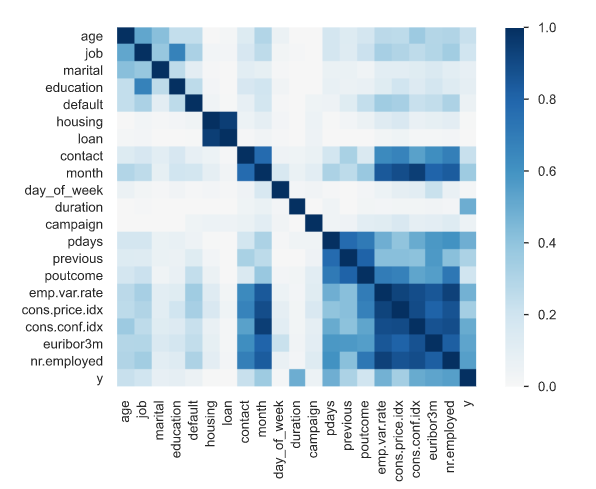 age
job
marital
education
default
housing
loan
contact
month
day_of_week
duration
campaign
pdays
previous
poutcome
emp.var.rate
cons.price.idx
cons.conf.idx
euribor3m
nr.employed
y
age
job
marital
education
default
housing
loan
contact
month
day_of_week
duration
campaign
pdays
previous
poutcome
emp.var.rate
cons.price.idx
cons.conf.idx
euribor3m
nr.employed
y
1.0
0.8
0.6
0.4
0.2
0.0